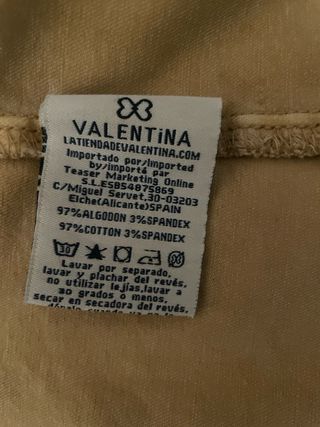 VALENTiNA
LATIENDADEVALENTINA.COM
Importado por/imported
by/importé par
Teaser Marketing Online
S.L.ESB54875869
C/Miguel Servet,30-03203
Elche(Alicante)SPAIN
97%ALGODON 3%SPANDEX
97%COTTON 3%SPANDEX
30
Lavar por separado,
lavar y planchar del revés,
no utilizar lejías,lavar a
30 grados o menos,
secar en secadora del revés.